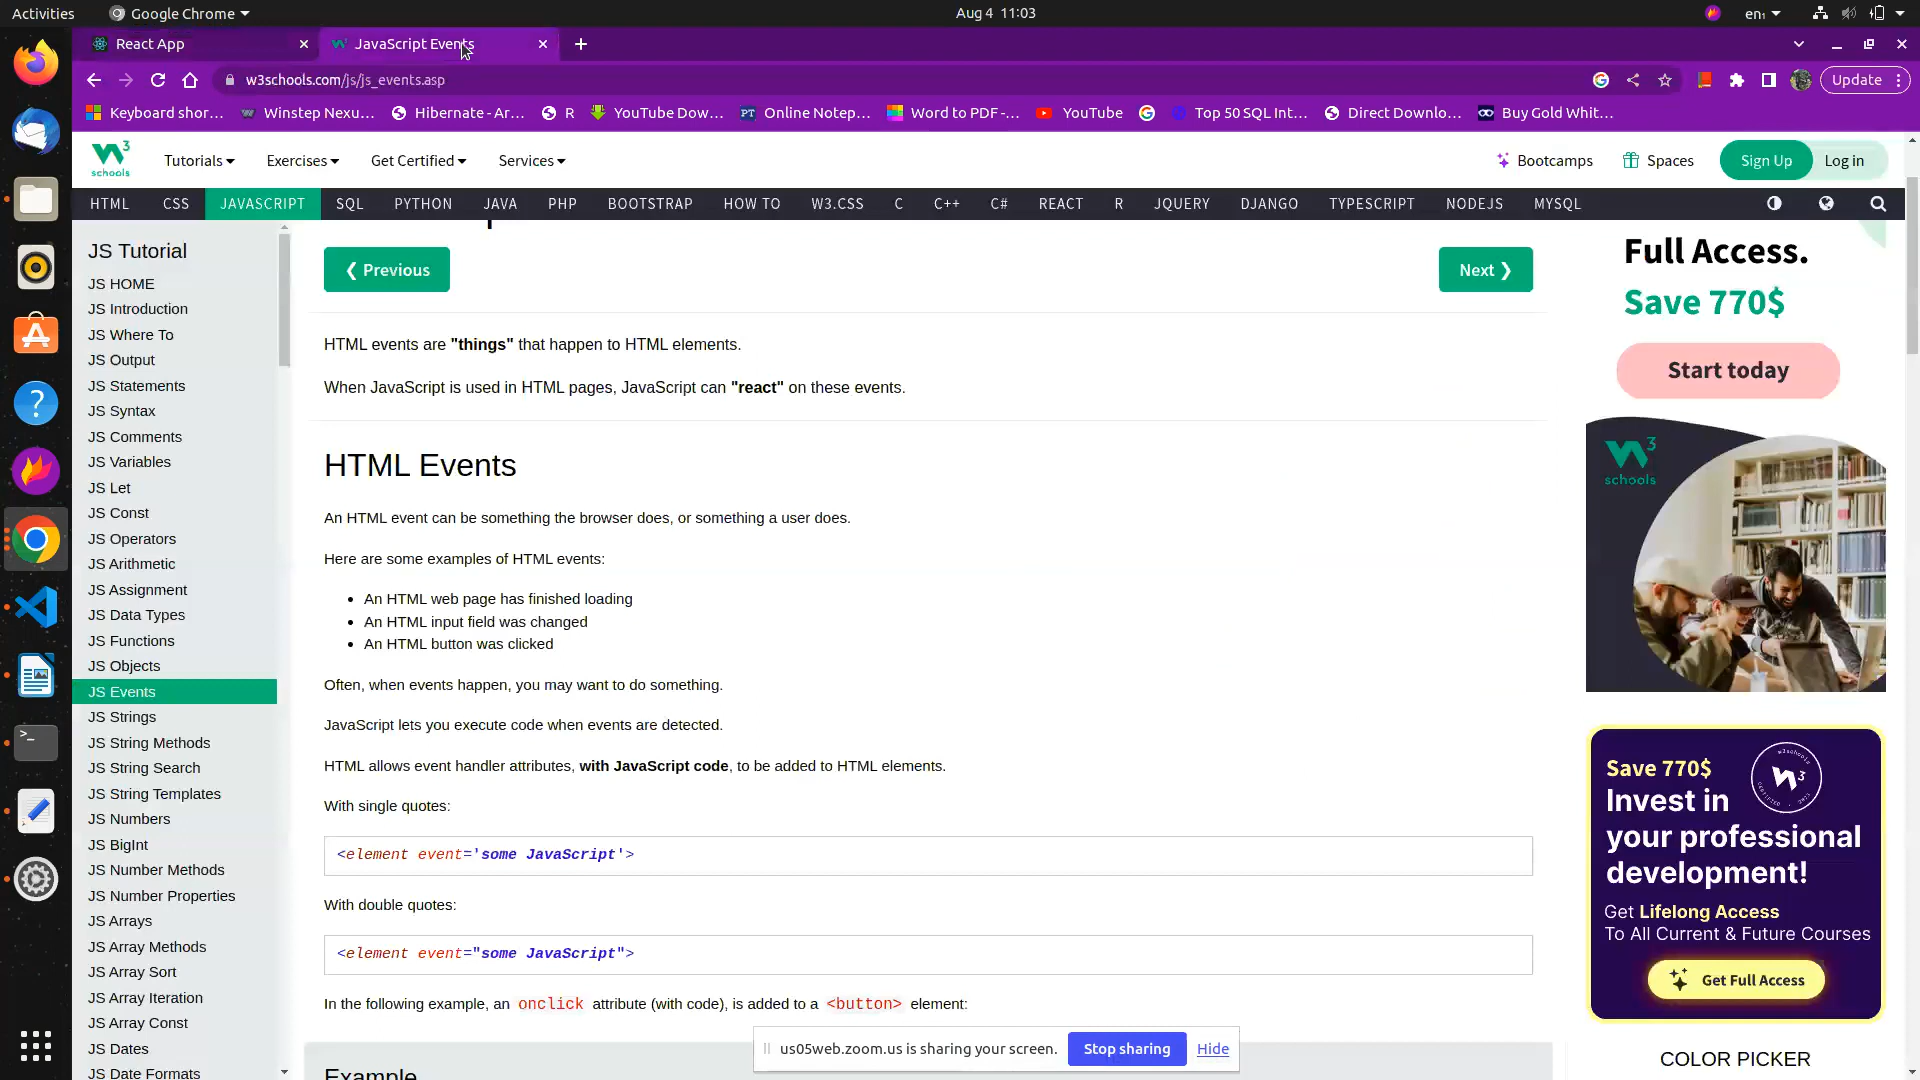 Activities
Google Chrome
Aug 4 11:03
en₁
React App
JavaScript Events
w3schools.com/js/js_events.asp
Update
Keyboard shor...
Winstep Nexu...
Hibernate - Ar...
R
YouTube Dow...
PT
Online Notep...
Word to PDF -...
YouTube
Top 50 SQL Int...
Direct Downlo...
Buy Gold Whit...
3
schools
Tutorials
Exercises
Get Certified
Services
Bootcamps
Spaces
Sign Up
Log in
HTML
CSS
JAVASCRIPT
SQL
PYTHON
JAVA
PHP
BOOTSTRAP
HOW TO
W3.CSS
C
C++
C#
REACT
R
JQUERY
DJANGO
TYPESCRIPT
NODEJS
MYSQL
JS Tutorial
JS HOME
JS Introduction
JS Where To
JS Output
JS Statements
JS Syntax
JS Comments
JS Variables
JS Let
JS Const
JS Operators
JS Arithmetic
JS Assignment
JS Data Types
JS Functions
JS Objects
JS Events
JS Strings
JS String Methods
JS String Search
JS String Templates
JS Numbers
JS BigInt
JS Number Methods
JS Number Properties
JS Arrays
JS Array Methods
JS Array Sort
JS Array Iteration
JS Array Const
JS Dates
JS Date Formats
❮ Previous
Next ❯
HTML events are "things" that happen to HTML elements.
When JavaScript is used in HTML pages, JavaScript can "react" on these events.
HTML Events
An HTML event can be something the browser does, or something a user does.
Here are some examples of HTML events:
• An HTML web page has finished loading
• An HTML input field was changed
• An HTML button was clicked
Often, when events happen, you may want to do something.
JavaScript lets you execute code when events are detected.
HTML allows event handler attributes, with JavaScript code, to be added to HTML elements.
With single quotes:
<element event='some JavaScript'>
With double quotes:
<element event="some JavaScript">
In the following example, an onclick attribute (with code), is added to a <button> element:
Example
us05web.zoom.us is sharing your screen.
Stop sharing
Hide
Full Access.
Save 770$
Start today
3
schools
Save 770$
Invest in
your professional
development!
Get Lifelong Access
To All Current & Future Courses
Get Full Access
COLOR PICKER